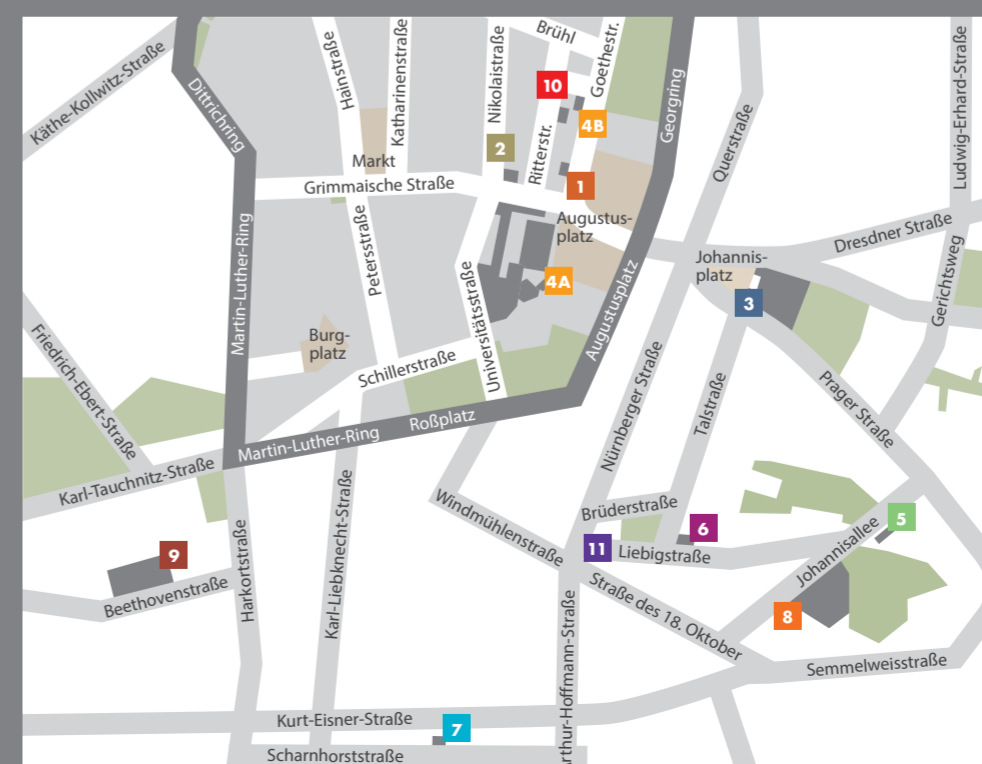 Brühl
Goethestr.
Käthe-Kollwitz-Straße
Dittrichring
Hainstraße
Katharinenstraße
Nikolaistraße
10
4B
Georgring
Querstraße
Ludwig-Erhard-Straße
2
Ritterstr.
Markt
Grimmaische Straße
1
Augustus-
platz
Dresdner Straße
Johannis-
platz
Martin-Luther-Ring
Petersstraße
Universitätsstraße
4A
Augustusplatz
3
Gerichtsweg
Burg-
platz
Schillerstraße
Friedrich-Ebert-Straße
Nürnberger Straße
Talstraße
Prager Straße
Martin-Luther-Ring
Roßplatz
Karl-Tauchnitz-Straße
Karl-Liebknecht-Straße
Windmühlenstraße
Brüderstraße
6
5
11
Liebigstraße
Johannisallee
9
Harkortstraße
Beethovenstraße
Straße des 18. Oktober
8
Arthur-Hoffmann-Straße
Semmelweisstraße
Kurt-Eisner-Straße
7
Scharnhorststraße